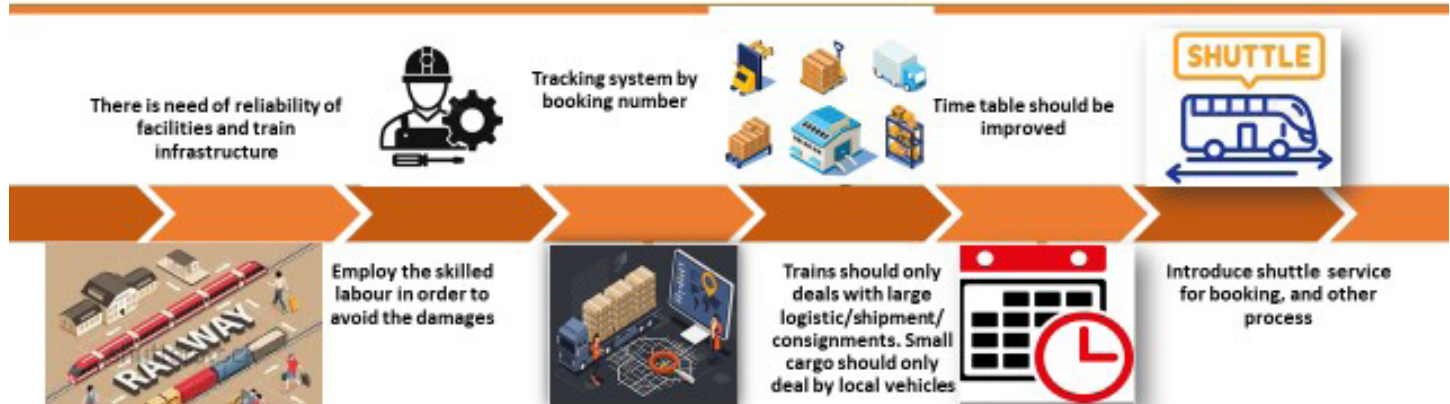 There is need of reliability of
facilities and train
infrastructure
RAILWAY
Employ the skilled
labour in order to
avoid the damages
Tracking system by
booking number
Trains should only
deals with large
logistic/shipment/
consignments. Small
cargo should only
deal by local vehicles
Time table should be
improved
SHUTTLE
Introduce shuttle service
for booking, and other
process